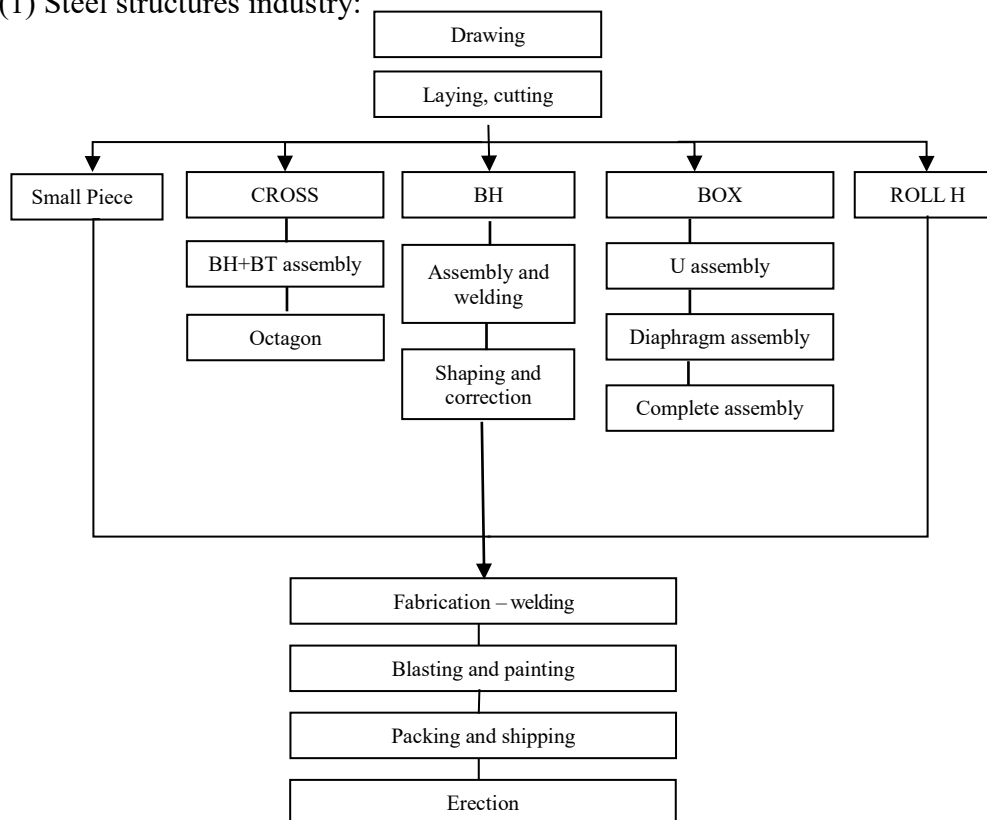 (1) Steel structures industry:
Drawing
Laying, cutting
Small Piece
CROSS
BH
BOX
ROLL H
BH+BT assembly
Assembly and
welding
U assembly
Octagon
Diaphragm assembly
Shaping and
correction
Complete assembly
Fabrication – welding
Blasting and painting
Packing and shipping
Erection